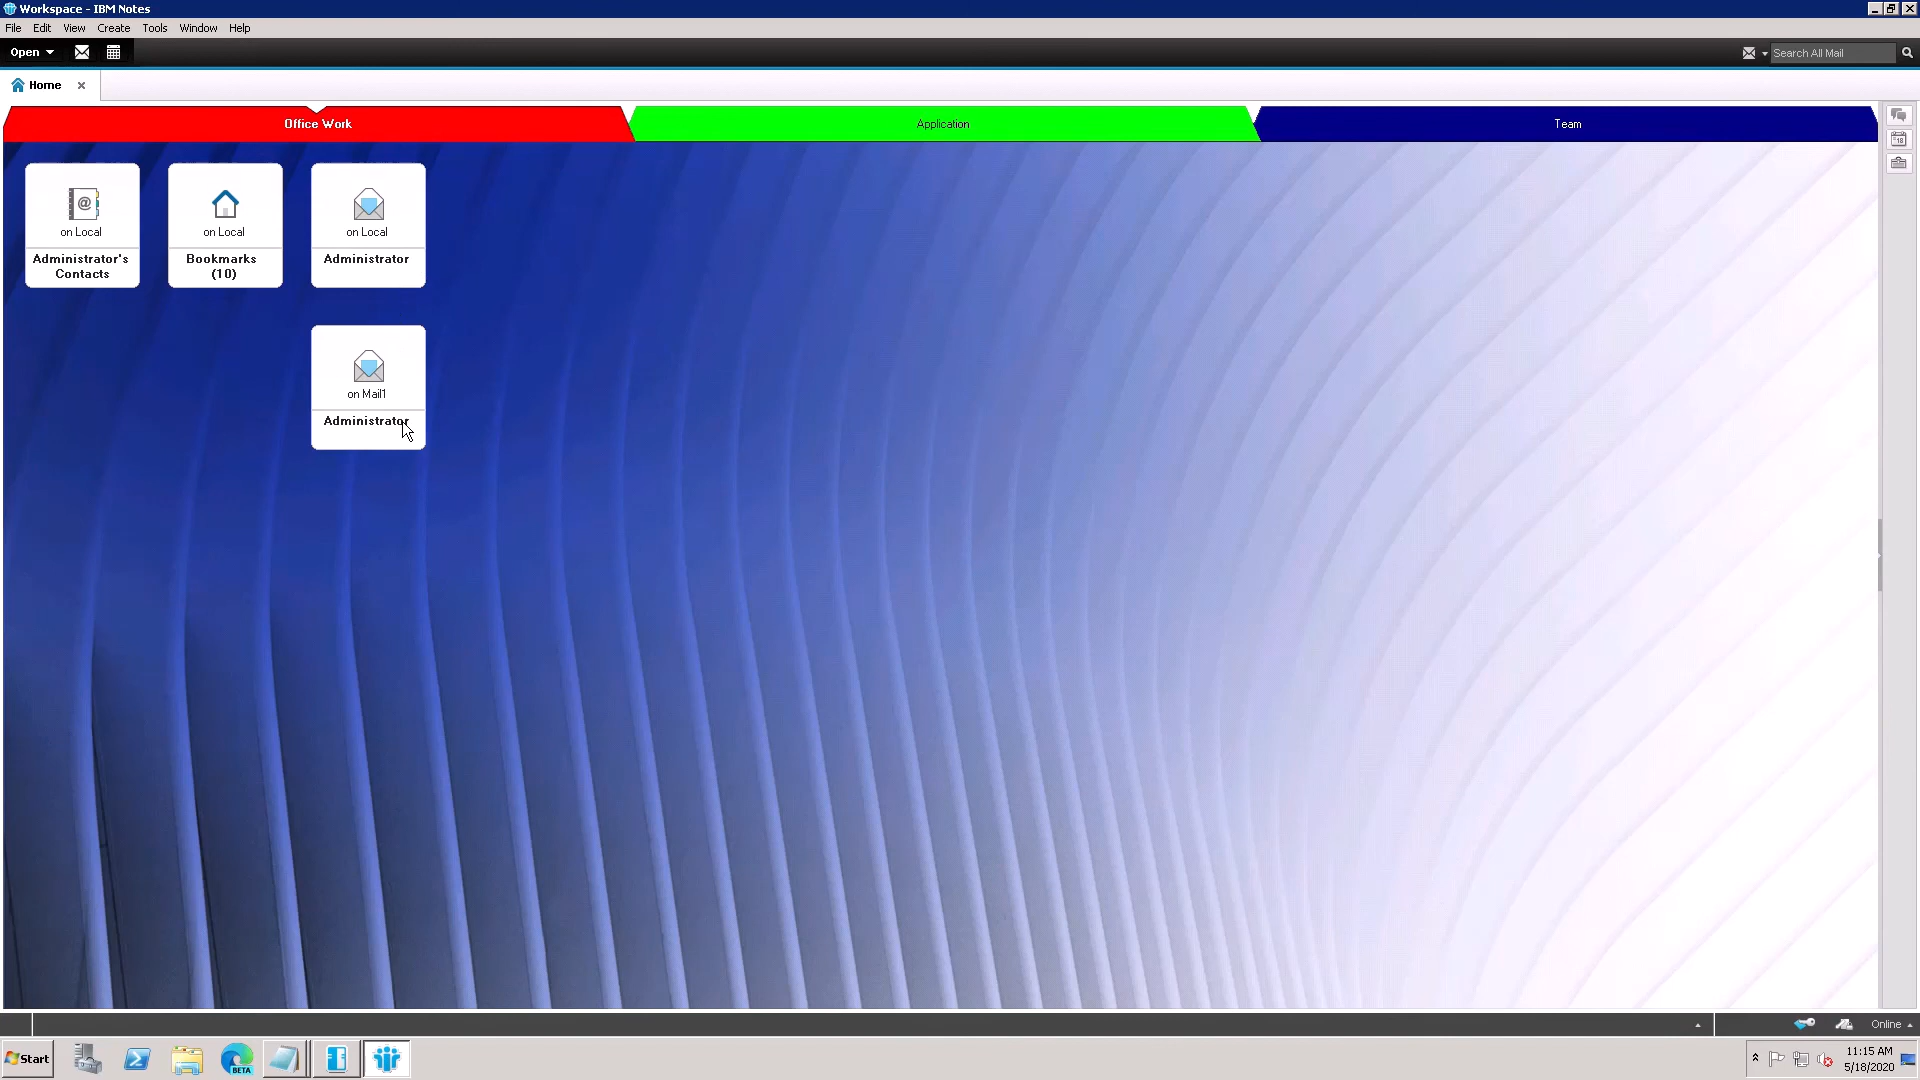 Workspace - IBM Notes
File Edit View Create Tools Window Help
Open
Search All Mail
Home
Office Work
Application
Team
on Local
Administrator's
Contacts
on Local
Bookmarks
(10)
on Local
Administrator
on Mail1
Administrator
18
Online
Start
BETA
11:15 AM
5/18/2020